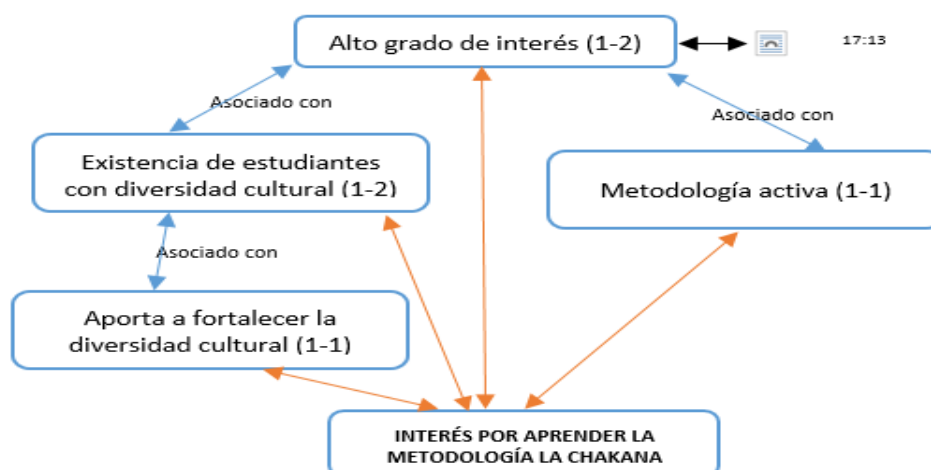 Alto grado de interés (1-2)
17:13
Asociado con
Asociado con
Existencia de estudiantes
con diversidad cultural (1-2)
Metodología activa (1-1)
Asociado con
Aporta a fortalecer la
diversidad cultural (1-1)
INTERÉS POR APRENDER LA
METODOLOGÍA LA CHAKANA